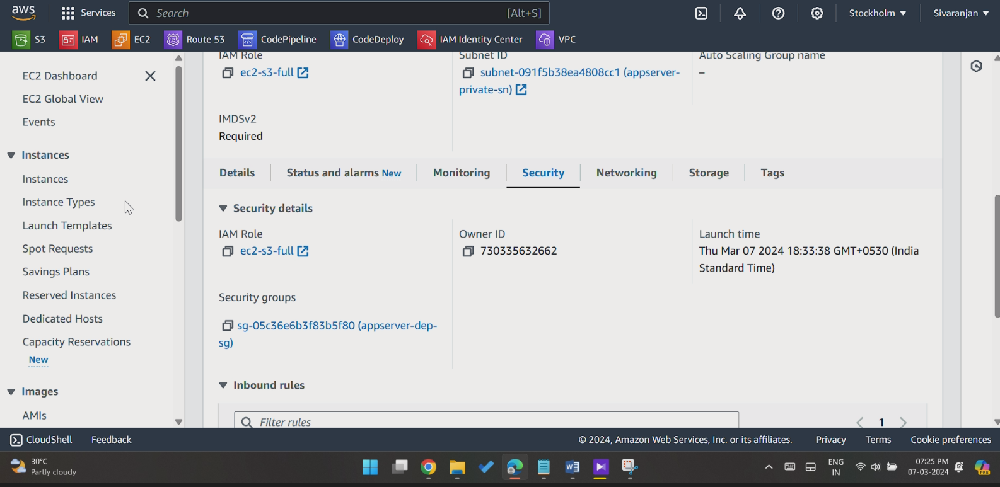 aws
Services
Search
[Alt+S]
Stockholm
Sivaranjan
S3
IAM
EC2
Route 53
CodePipeline
CodeDeploy
IAM Identity Center
VPC
EC2 Dashboard
EC2 Global View
Events
Instances
Instances
Instance Types
Launch Templates
Spot Requests
Savings Plans
Reserved Instances
Dedicated Hosts
Capacity Reservations
New
Images
AMIs
IAM Role
ec2-s3-full
Subnet ID
subnet-091f5b38ea4808cc1 (appserver-
private-sn)
Auto Scaling Group name
–
IMDSv2
Required
Details
Status and alarms New
Monitoring
Security
Networking
Storage
Tags
Security details
IAM Role
ec2-s3-full
Owner ID
730335632662
Launch time
Thu Mar 07 2024 18:33:38 GMT+0530 (India
Standard Time)
Security groups
sg-05c36e6b3f83b5f80 (appserver-dep-
sg)
Inbound rules
Filter rules
1
CloudShell
Feedback
© 2024, Amazon Web Services, Inc. or its affiliates.
Privacy
Terms
Cookie preferences
30°C
Partly cloudy
ENG
IN
07:25 PM
07-03-2024
PRE